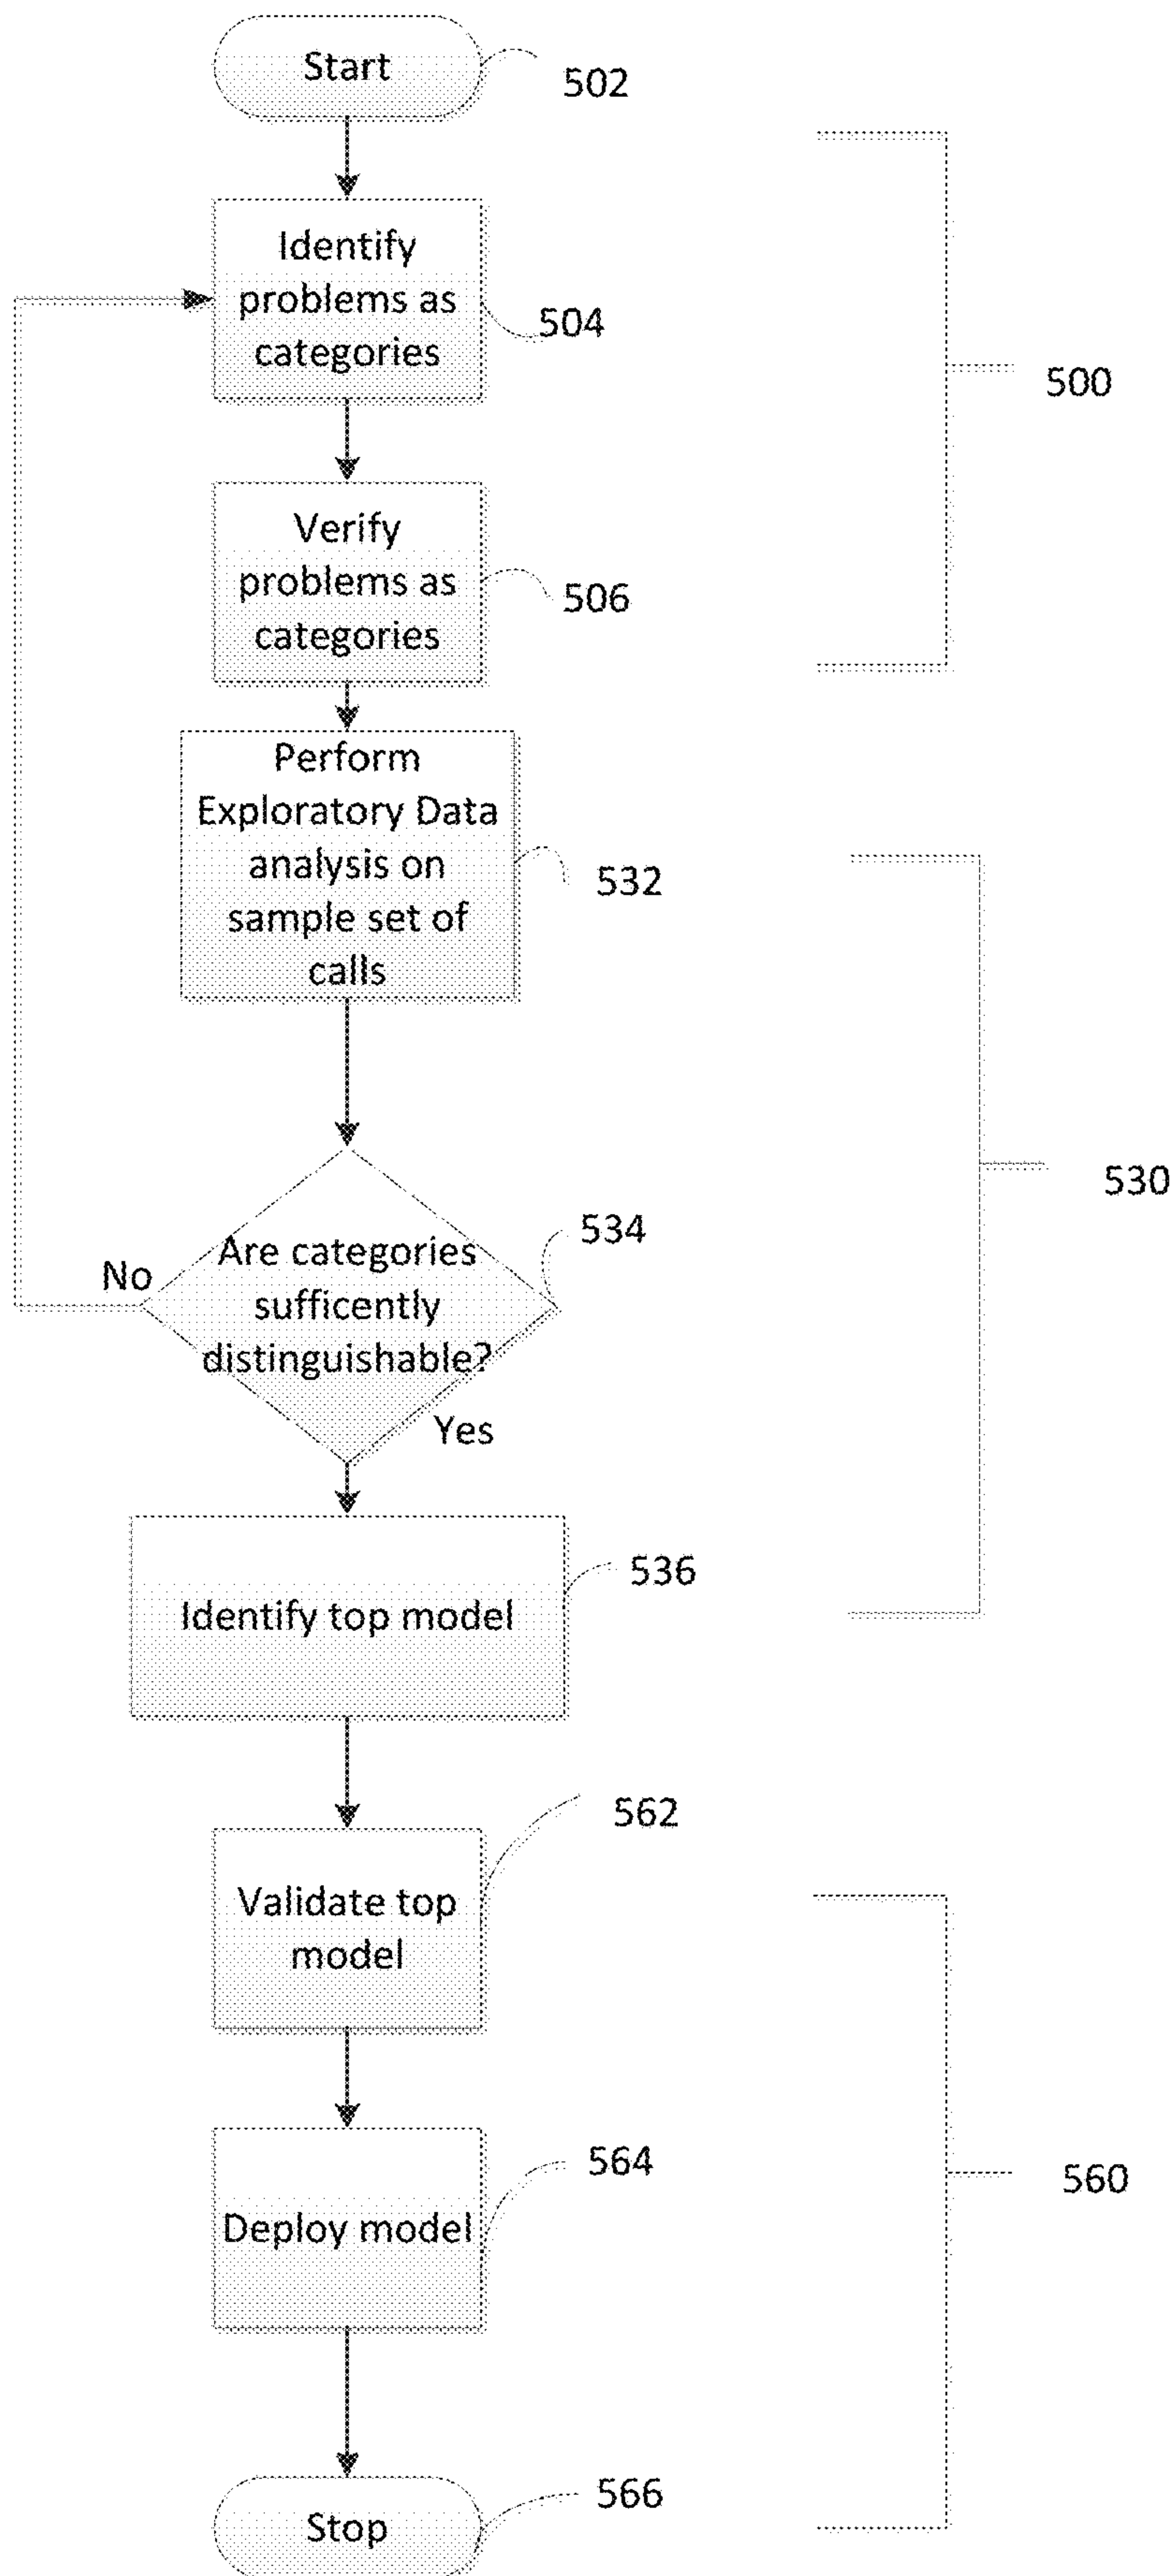 Start
502
Identify
problems as
categories
504
500
Verify
problems as
categories
506
Perform
Exploratory Data
analysis on
sample set of
calls
532
530
534
Are categories
sufficently
distinguishable?
No
Yes
536
Identify top model
562
Validate top
model
564
Deploy model
560
566
Stop